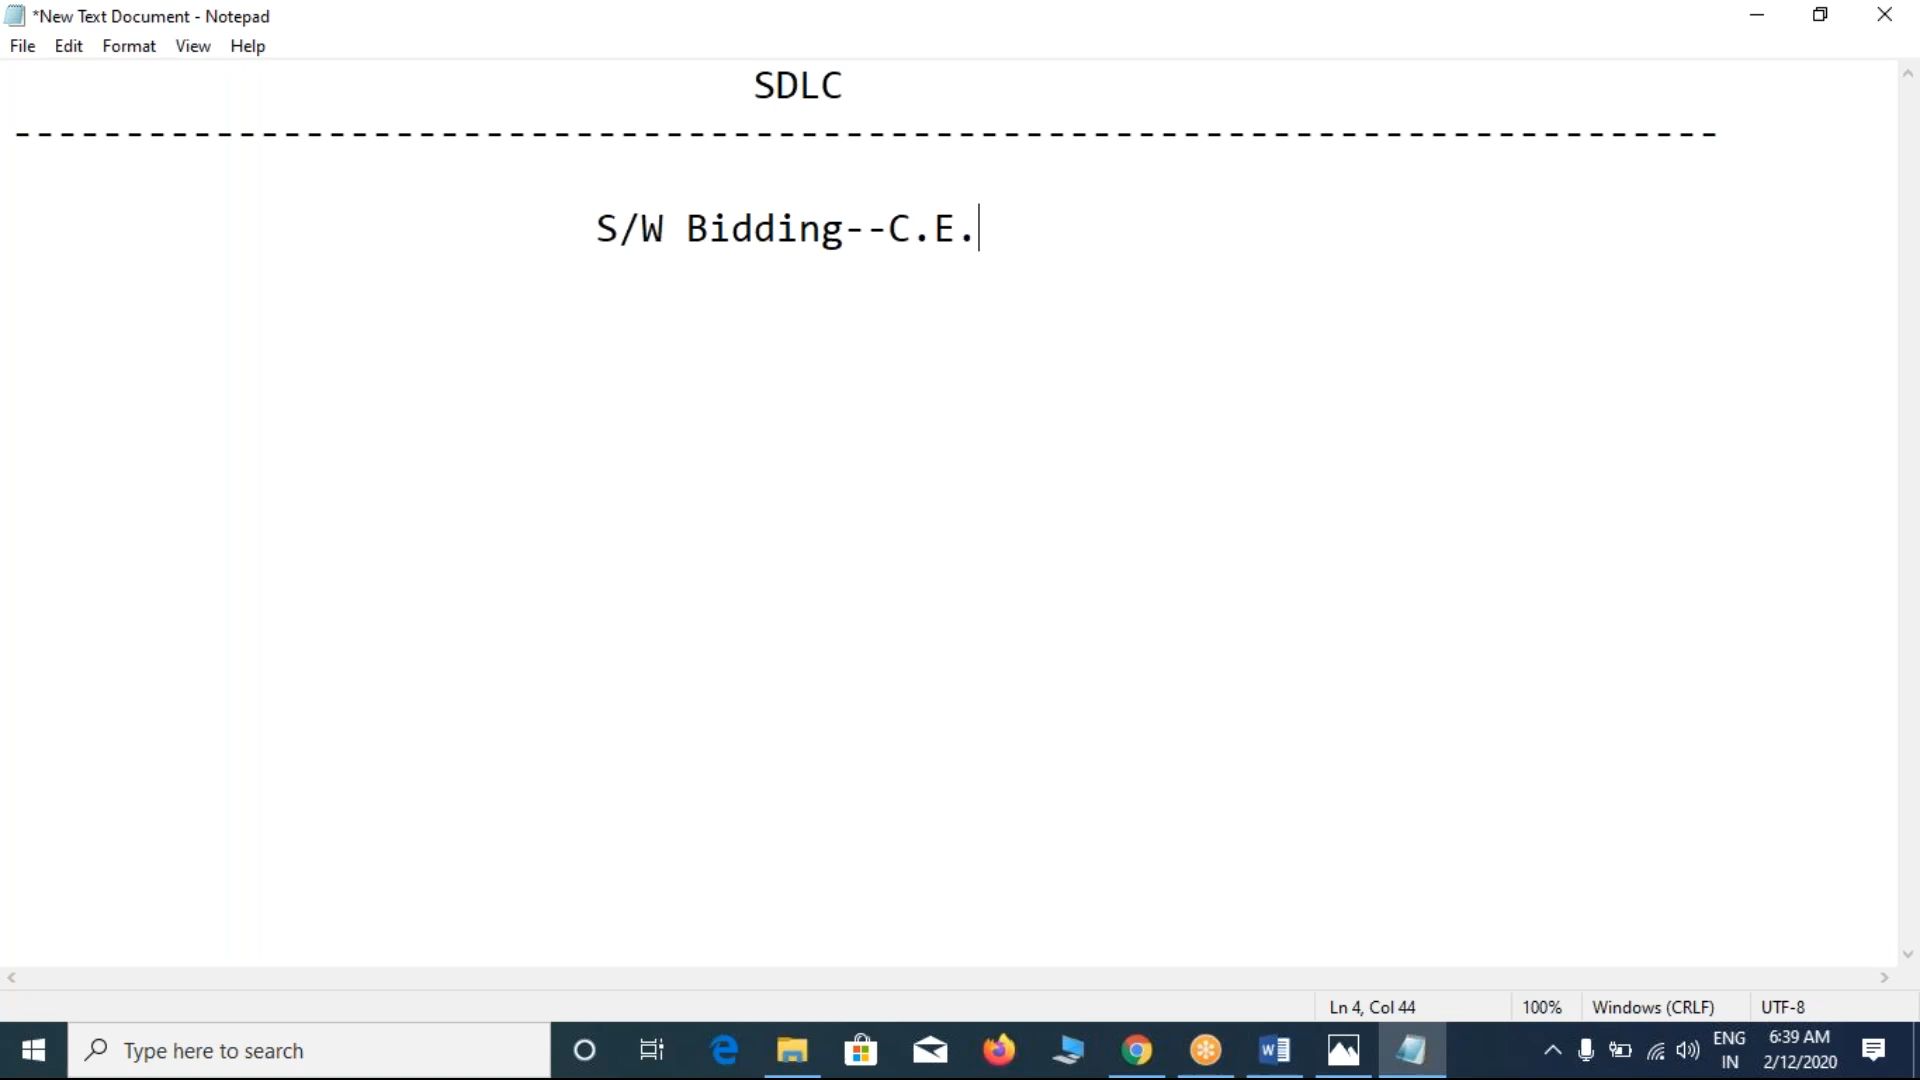 *New Text Document - Notepad
File Edit Format View Help
SDLC
----------------------------------------------------------------------------
S/W Bidding--C.E.
Ln 4, Col 44 100% Windows (CRLF) UTF-8
Type here to search
ENG 6:39 AM
IN 2/12/2020